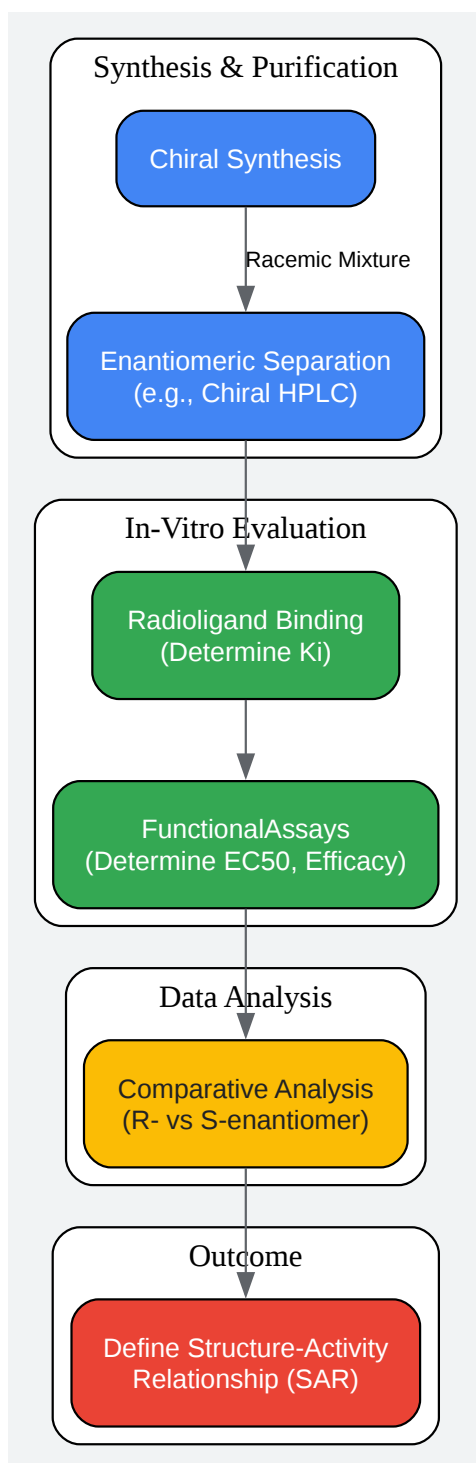 Synthesis & Purification
Chiral Synthesis
Racemic Mixture
Enantiomeric Separation
(e.g., Chiral HPLC)
In-Vitro Evaluation
Radioligand Binding
(Determine Ki)
FunctionalAssays
(Determine EC50, Efficacy)
Data Analysis
Comparative Analysis
(R- vs S-enantiomer)
Outcome
Define Structure-Activity
Relationship (SAR)